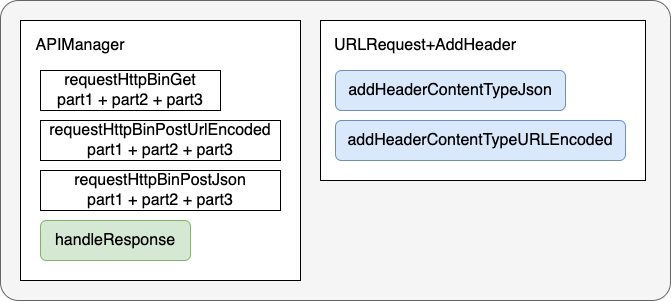 APIManager
requestHttpBinGet
part1 + part2 + part3
requestHttpBinPostUrlEncoded
part1 + part2 + part3
requestHttpBinPostJson
part1 + part2 + part3
handleResponse
URLRequest+AddHeader
addHeaderContentTypeJson
addHeaderContentTypeURLEncoded